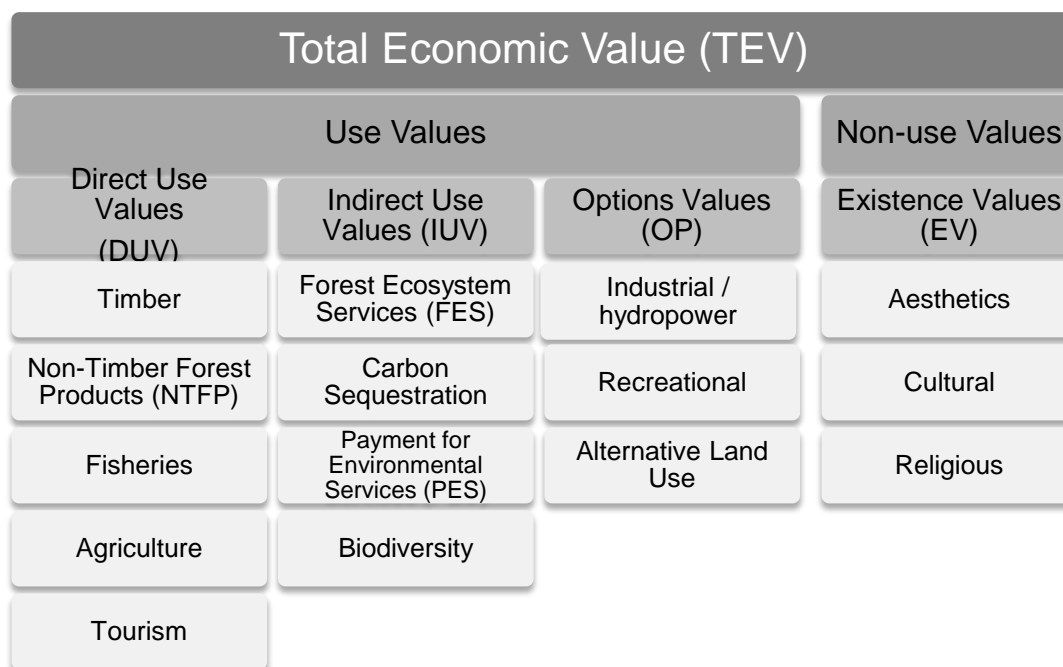 Total Economic Value (TEV)
Use Values
Non-use Values
Direct Use
Values
(DUV)
Indirect Use
Values (IUV)
Options Values
(OP)
Existence Values
(EV)
Timber
Forest Ecosystem
Services (FES)
Industrial /
hydropower
Aesthetics
Non-Timber Forest
Products (NTFP)
Carbon
Sequestration
Recreational
Cultural
Fisheries
Payment for
Environmental
Services (PES)
Alternative Land
Use
Religious
Agriculture
Biodiversity
Tourism